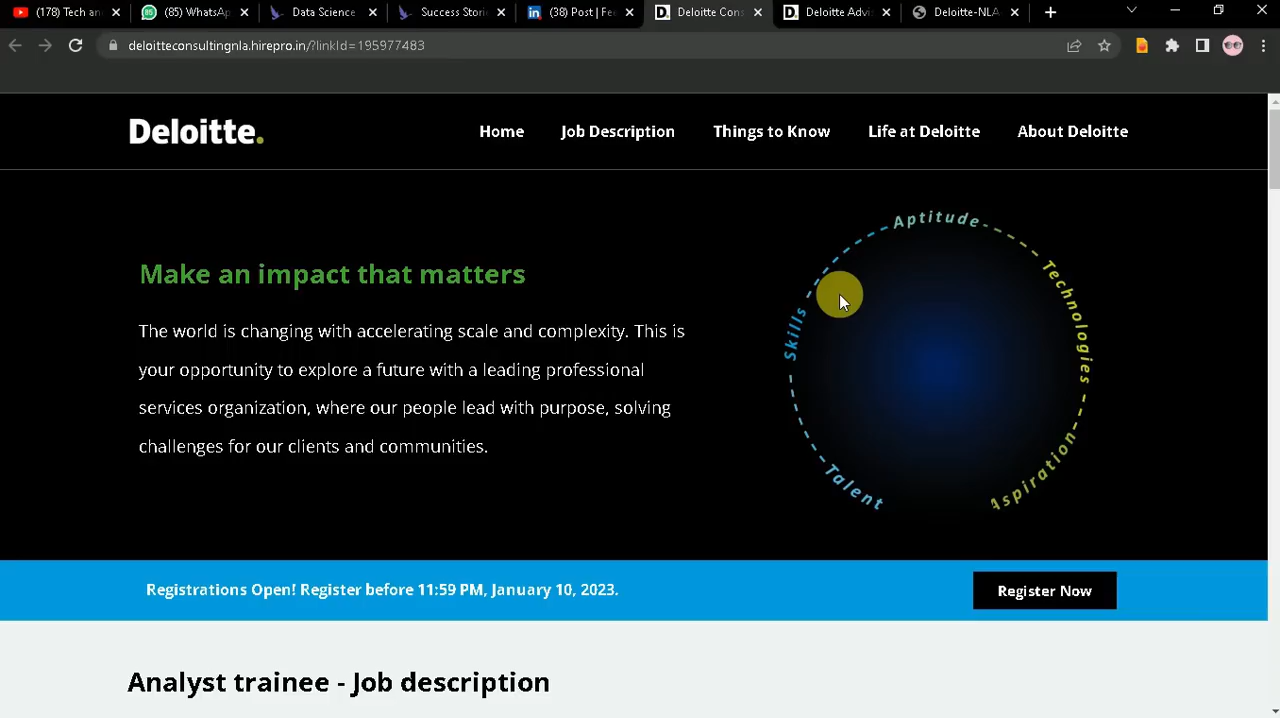 (178) Tech an
(85) WhatsAp
Data Science
Success Stori
(38) Post | Fee
Deloitte Cons
Deloitte Advi
Deloitte-NLA
deloitteconsultingnla.hirepro.in/?linkId=195977483
Deloitte.
Home
Job Description
Things to Know
Life at Deloitte
About Deloitte
Make an impact that matters
The world is changing with accelerating scale and complexity. This is
your opportunity to explore a future with a leading professional
services organization, where our people lead with purpose, solving
challenges for our clients and communities.
Aptitude
Technologies
Aspiration
Talent
Skills
Registrations Open! Register before 11:59 PM, January 10, 2023.
Register Now
Analyst trainee - Job description